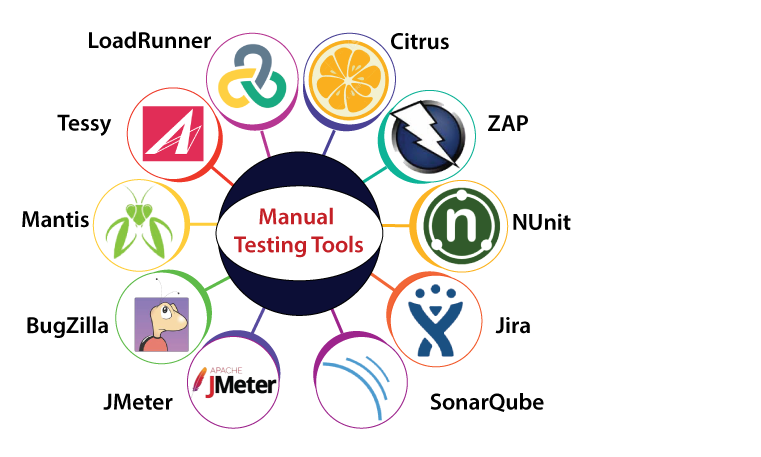 LoadRunner
Citrus
Tessy
ZAP
Mantis
Manual
Testing Tools
NUnit
n
BugZilla
Jira
APACHE
JMeter
JMeter
SonarQube